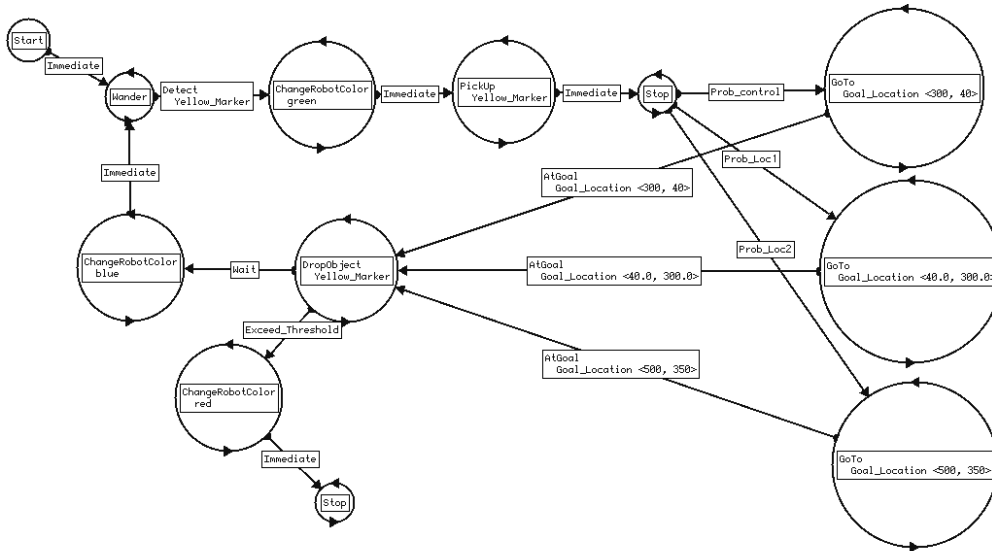 Start
Immediate
Wander
Detect
Yellow_Marker
ChangeRobotColor
green
Immediate
PickUp
Yellow_Marker
Immediate
Stop
Prob_control
GoTo
Goal_Location <300, 40>
Prob_Loc1
Immediate
AtGoal
Goal_Location <300, 40>
Prob_Loc2
ChangeRobotColor
blue
Wait
DropObject
Yellow_Marker
AtGoal
Goal_Location <40.0, 300.0>
GoTo
Goal_Location <40.0, 300.0>
Exceed_Threshold
AtGoal
Goal_Location <500, 350>
ChangeRobotColor
red
Immediate
GoTo
Goal_Location <500, 350>
Stop